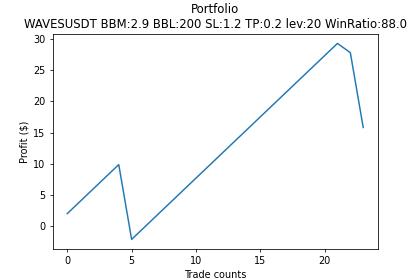 Portfolio
WAVESUSDT BBM:2.9 BBL:200 SL:1.2 TP:0.2 lev:20 WinRatio:88.0
30
25
20
15
10
5
0
Profit ($)
0 5 10 15 20
Trade counts